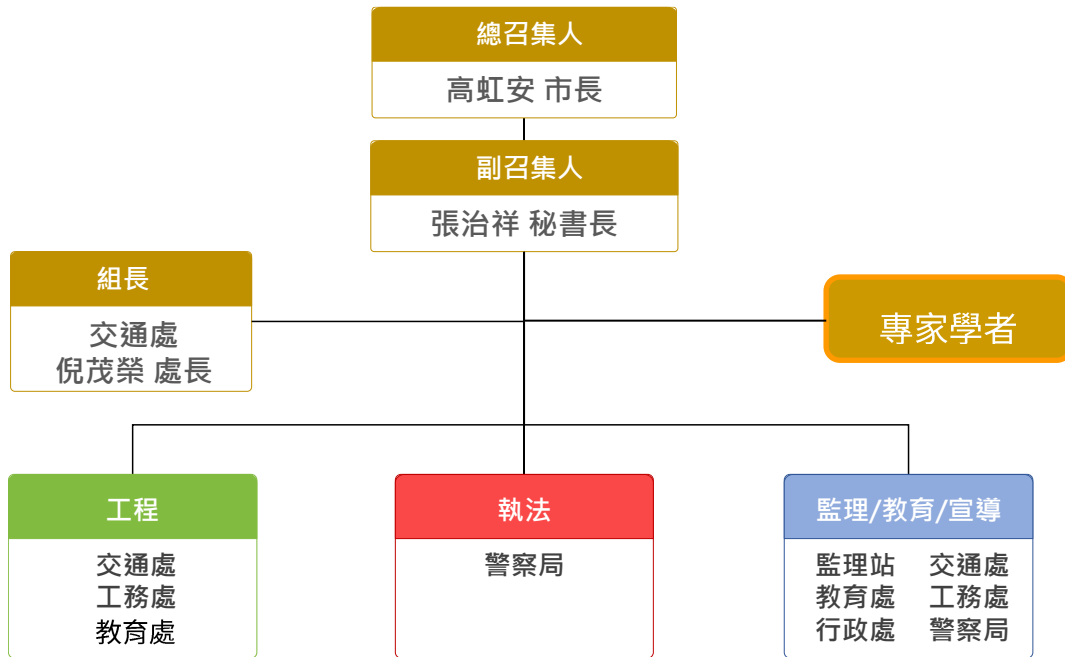 總召集人
高虹安 市長
副召集人
張治祥 秘書長
組長
交通處
倪茂榮 處長
專家學者
工程
交通處
工務處
教育處
執法
警察局
監理/教育/宣導
監理站 交通處
教育處 工務處
行政處 警察局